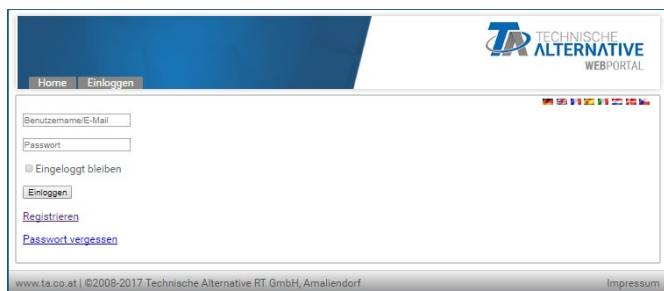 TECHNISCHE
ALTERNATIVE
WEBPORTAL
Home Einloggen
Benutzername/E-Mail
Passwort
Eingeloggt bleiben
Einloggen
Registrieren
Passwort vergessen
www.ta.co.at | ©2008-2017 Technische Alternative RT GmbH, Amaliendorf Impressum